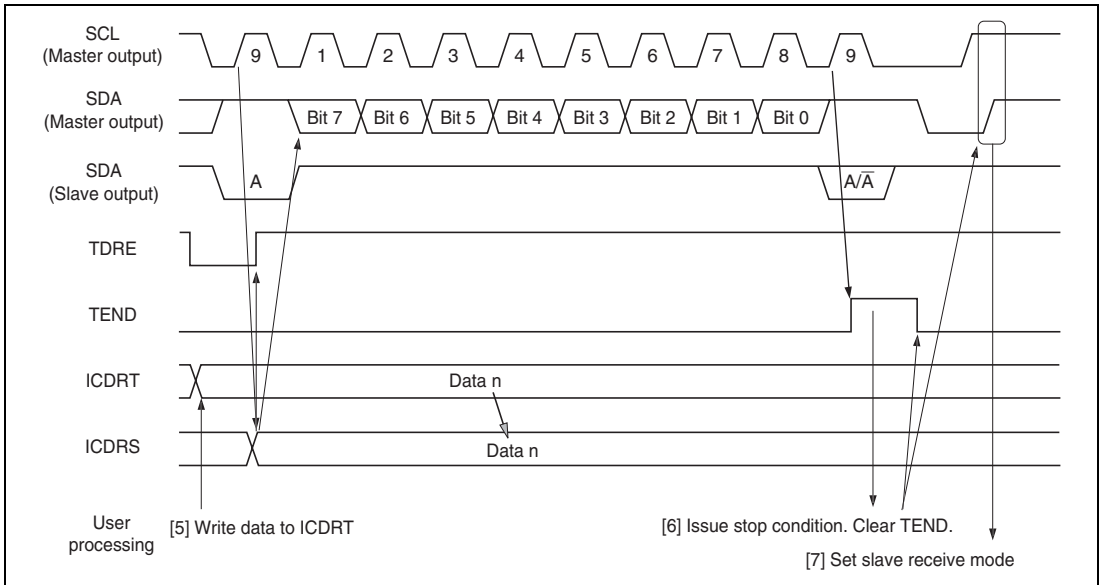 SCL
(Master output)
9 1 2 3 4 5 6 7 8 9
SDA
(Master output)
Bit 7 Bit 6 Bit 5 Bit 4 Bit 3 Bit 2 Bit 1 Bit 0
SDA
(Slave output)
A A/A̅
TDRE
TEND
ICDRT
Data n
ICDRS
Data n
User
processing
[5] Write data to ICDRT
[6] Issue stop condition. Clear TEND.
[7] Set slave receive mode